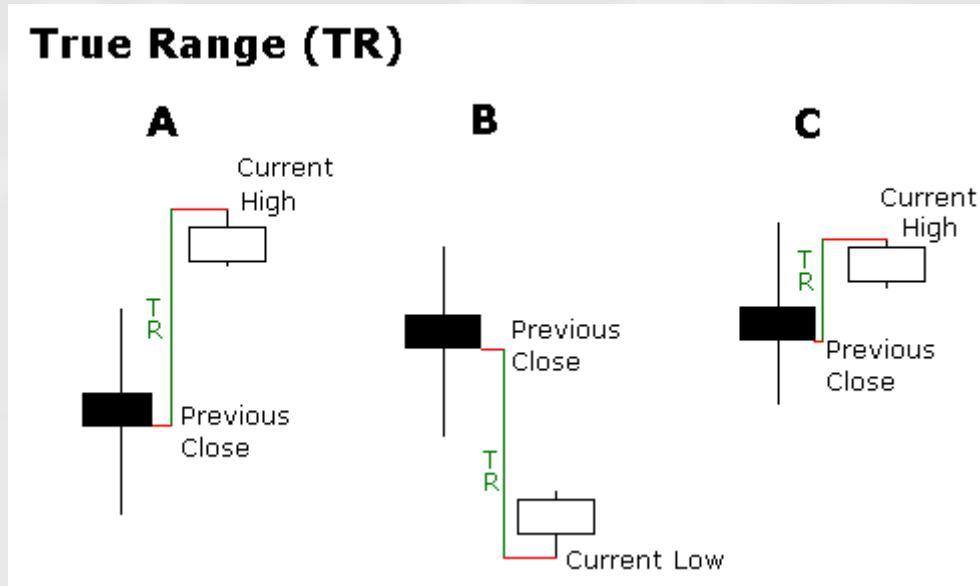 True Range (TR)
A
Current
High
T
R
Previous
Close
B
Previous
Close
T
R
Current Low
C
Current
High
T
R
Previous
Close